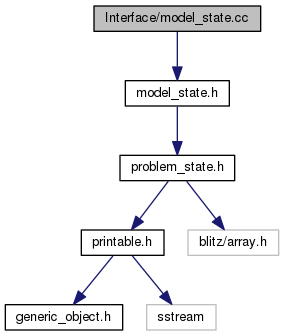 Interface/model_state.cc
model_state.h
problem_state.h
printable.h
blitz/array.h
generic_object.h
sstream